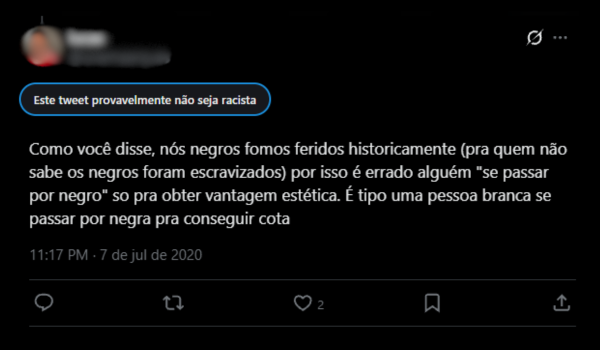 Este tweet provavelmente não seja racista
Como você disse, nós negros fomos feridos historicamente (pra quem não
sabe os negros foram escravizados) por isso é errado alguém "se passar
por negro" so pra obter vantagem estética. É tipo uma pessoa branca se
passar por negra pra conseguir cota
11:17 PM · 7 de jul de 2020
2